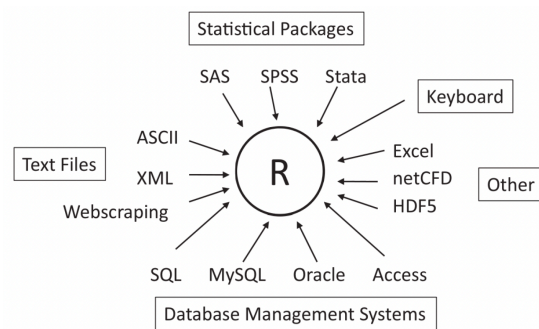 Statistical Packages
SAS SPSS Stata
Keyboard
ASCII
Text Files
XML
Webscraping
R
Excel
netCFD
Other
HDF5
SQL MySQL Oracle Access
Database Management Systems